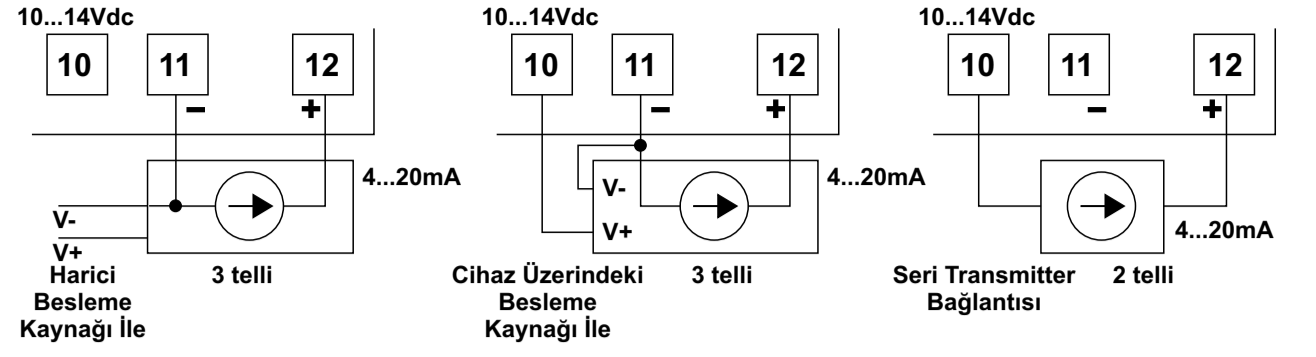 10...14Vdc
10 11 12
– +
4...20mA
V-
V+
Harici
Besleme
Kaynağı İle
3 telli
10...14Vdc
10 11 12
– +
4...20mA
V-
V+
Cihaz Üzerindeki
Besleme
Kaynağı İle
3 telli
10...14Vdc
10 11 12
– +
4...20mA
Seri Transmitter
Bağlantısı
2 telli